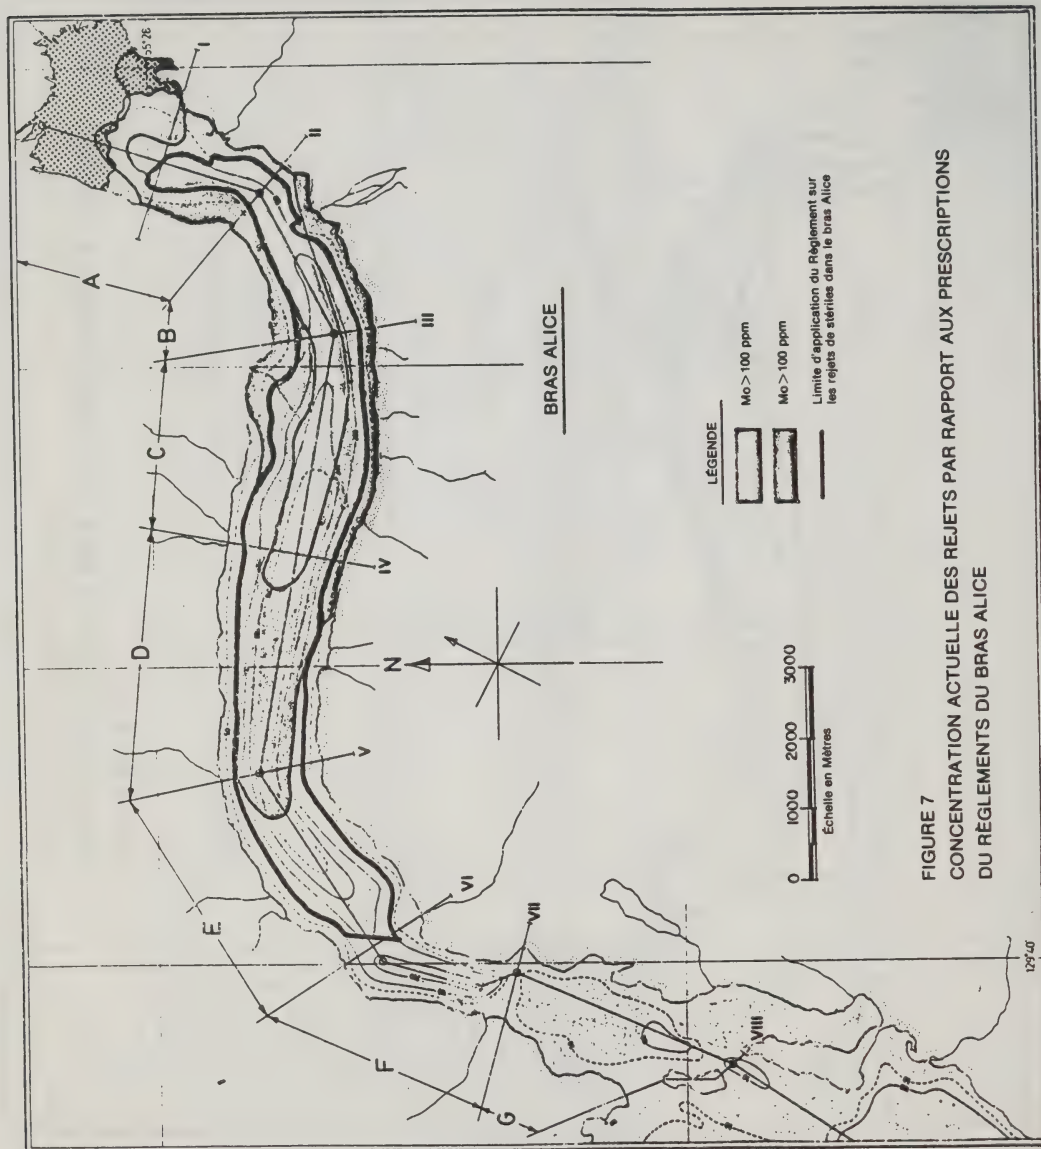 55°26
I
II
A
B
III
C
IV
D
N
V
E
VI
F
VII
G
VIII
129°40
BRAS ALICE
LÉGENDE
Mo > 100 ppm
Mo > 100 ppm
Limite d'application du Règlement sur
les rejets de stériles dans le bras Alice
0 1000 2000 3000
Échelle en Mètres
FIGURE 7
CONCENTRATION ACTUELLE DES REJETS PAR RAPPORT AUX PRESCRIPTIONS
DU RÈGLEMENTS DU BRAS ALICE